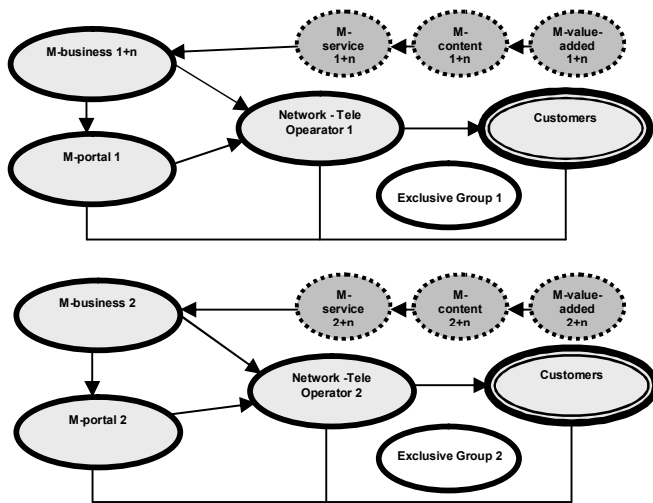 M-business 1+n
M-
service
1+n
M-
content
1+n
M-value-
added
1+n
Network - Tele
Opearator 1
Customers
M-portal 1
Exclusive Group 1
M-business 2
M-
service
2+n
M-
content
2+n
M-value-
added
2+n
Network -Tele
Operator 2
Customers
M-portal 2
Exclusive Group 2